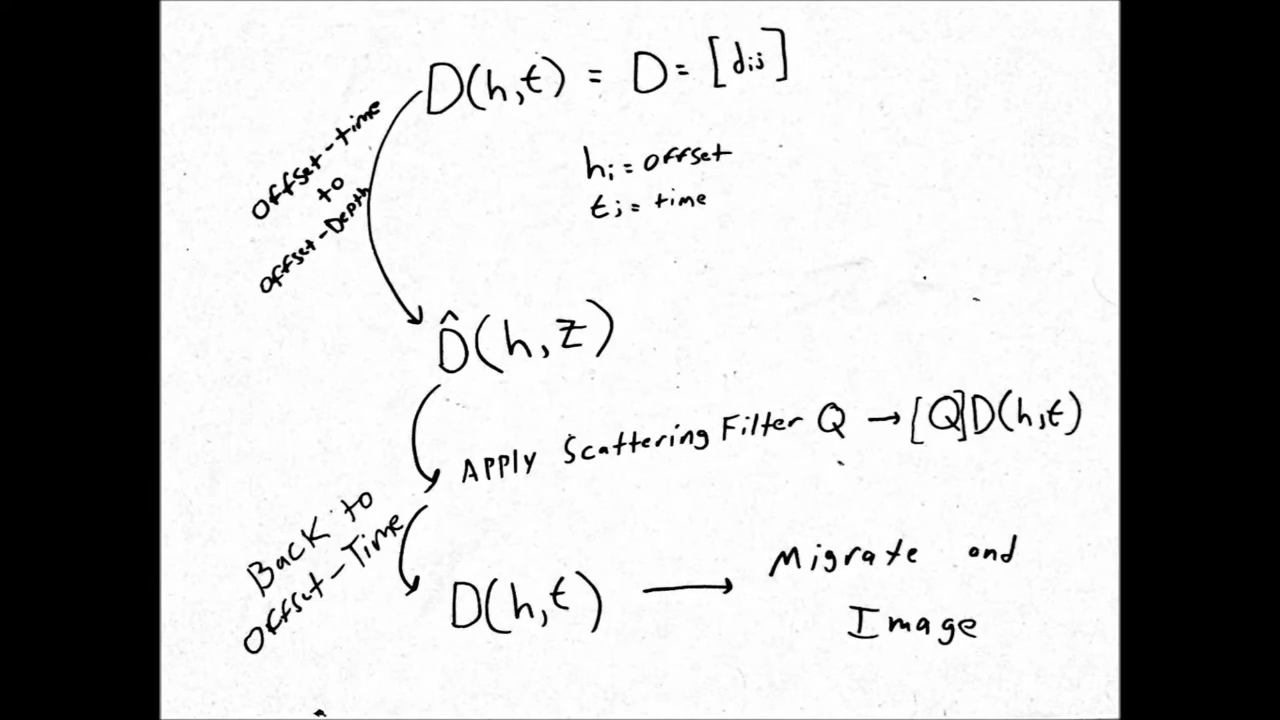 D(h,t) = D = [dij]
offset-time
to
offset-Depth
hi = offset
tj = time
D̂(h,z)
APPLY Scattering Filter Q → [Q]D(h,t)
Back to
offset-Time
D(h,t) → Migrate and
Image